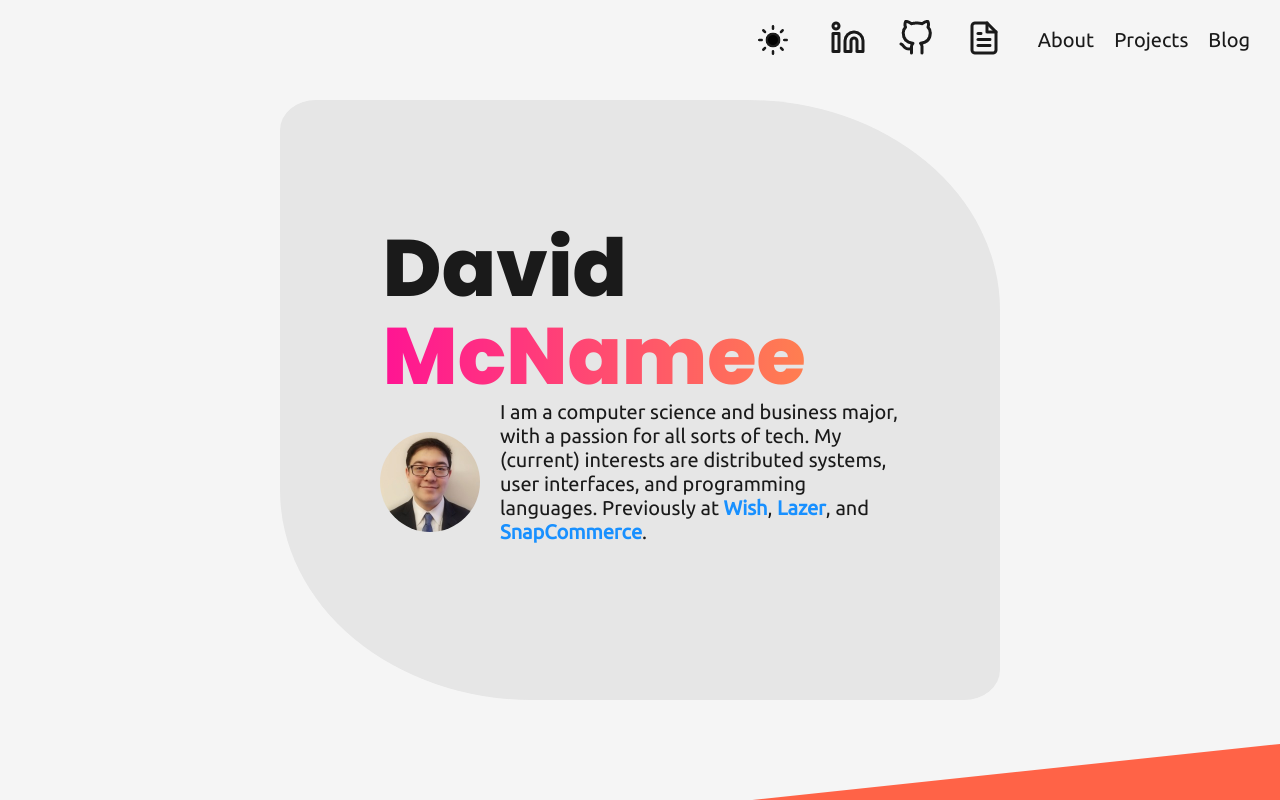 About Projects Blog
David
McNamee
I am a computer science and business major,
with a passion for all sorts of tech. My
(current) interests are distributed systems,
user interfaces, and programming
languages. Previously at Wish, Lazer, and
SnapCommerce.